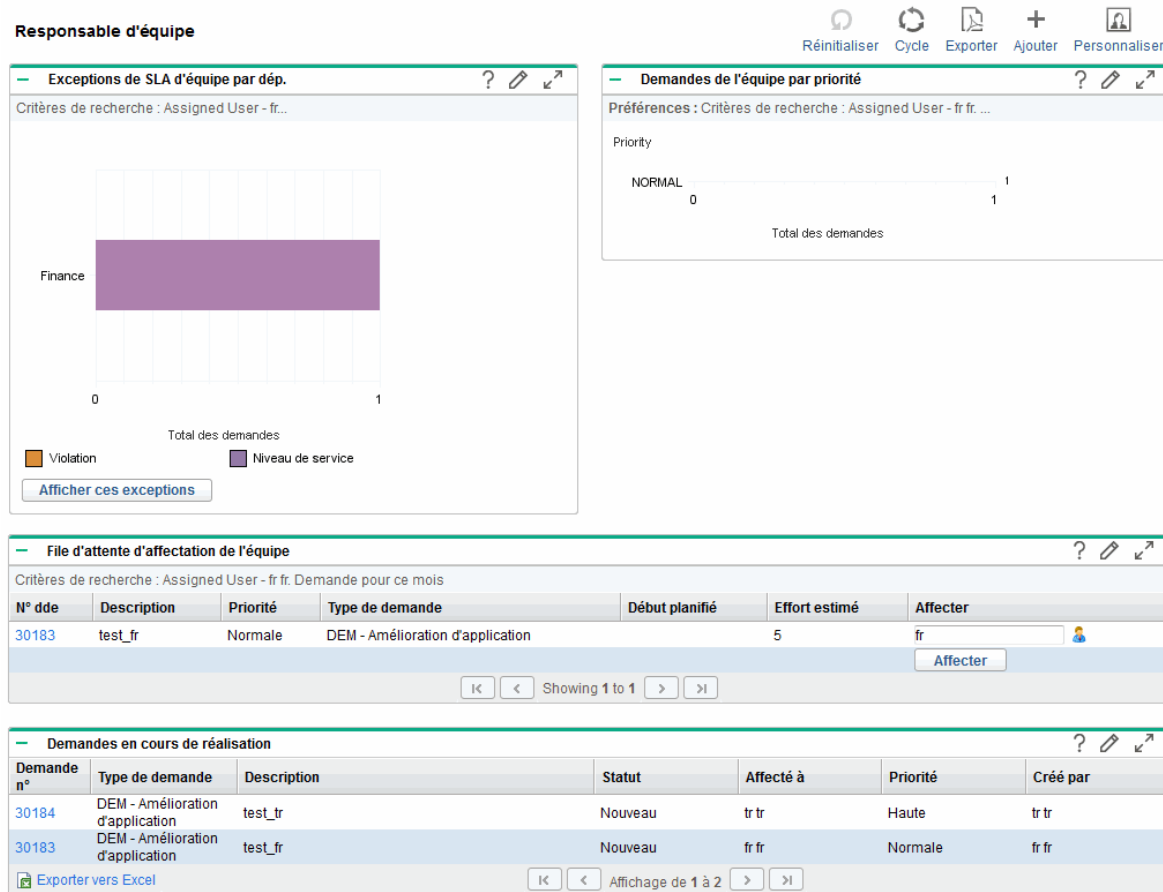 Responsable d'équipe
Réinitialiser Cycle Exporter Ajouter Personnaliser
Exceptions de SLA d'équipe par dép. ?
Critères de recherche : Assigned User - fr...
Finance
0 1
Total des demandes
Violation Niveau de service
Afficher ces exceptions
Demandes de l'équipe par priorité ?
Préférences : Critères de recherche : Assigned User - fr fr. ...
Priority
NORMAL 1
0 1
Total des demandes
File d'attente d'affectation de l'équipe ?
Critères de recherche : Assigned User - fr fr. Demande pour ce mois
N° dde Description Priorité Type de demande Début planifié Effort estimé Affecter
30183 test_fr Normale DEM - Amélioration d'application 5 fr
Affecter
Showing 1 to 1
Demandes en cours de réalisation ?
Demande
n° Type de demande Description Statut Affecté à Priorité Créé par
30184 DEM - Amélioration test_tr Nouveau tr tr Haute tr tr
d'application
30183 DEM - Amélioration test_fr Nouveau fr fr Normale fr fr
d'application
Exporter vers Excel Affichage de 1 à 2